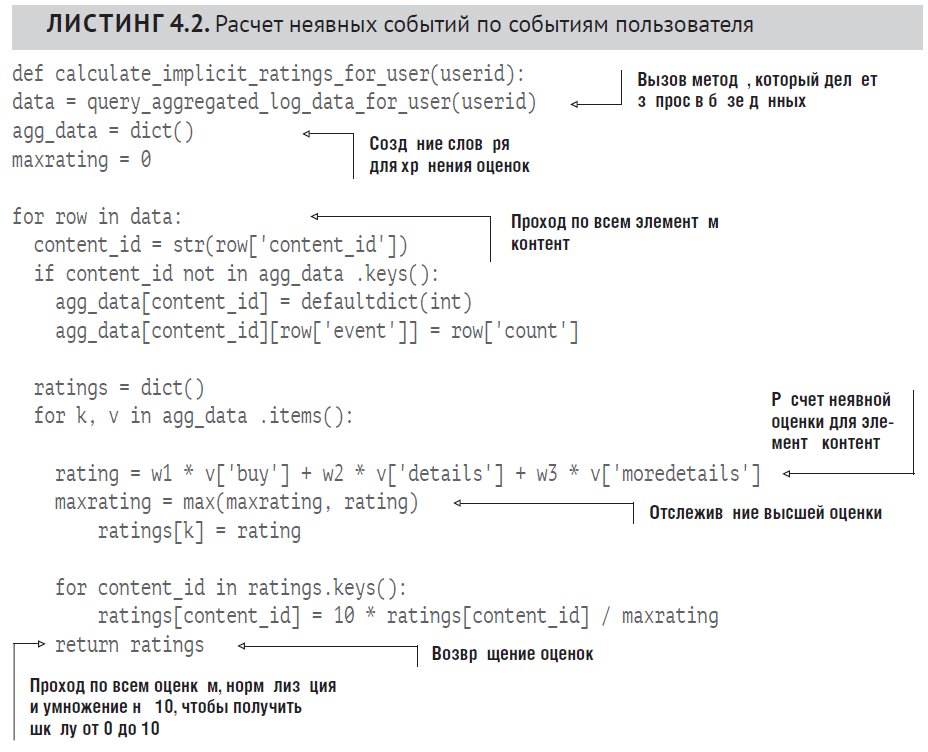 ЛИСТИНГ 4.2. Расчет неявных событий по событиям пользователя
def calculate_implicit_ratings_for_user(userid):
data = query_aggregated_log_data_for_user(userid)
Вызов метод , который дел ет
з прос в б зе д нных
agg_data = dict()
maxrating = 0
Созд ние слов ря
для хр нения оценок
for row in data:
Проход по всем элемент м
контент
content_id = str(row['content_id'])
if content_id not in agg_data .keys():
agg_data[content_id] = defaultdict(int)
agg_data[content_id][row['event']] = row['count']
ratings = dict()
for k, v in agg_data .items():
Р счет неявной
оценки для эле-
мент контент
rating = w1 * v['buy'] + w2 * v['details'] + w3 * v['moredetails']
maxrating = max(maxrating, rating)
Отслежив ние высшей оценки
ratings[k] = rating
for content_id in ratings.keys():
ratings[content_id] = 10 * ratings[content_id] / maxrating
return ratings
Возвр щение оценок
Проход по всем оценк м, норм лиз ция
и умножение н 10, чтобы получить
шк лу от 0 до 10